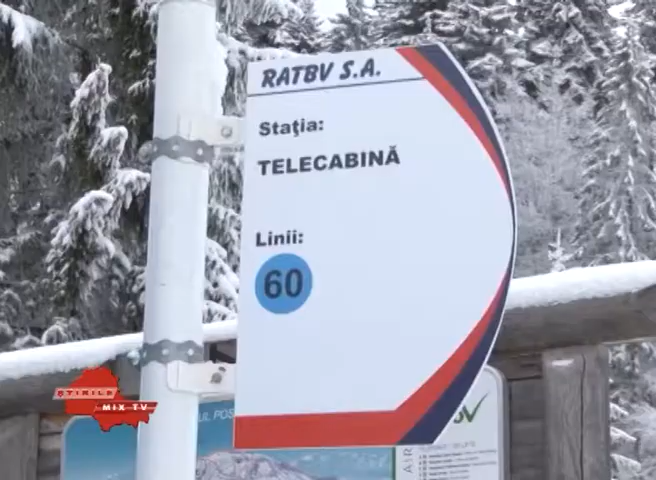 RATBV S.A.
Staţia:
TELECABINĂ
Linii:
60
ŞTIRILE
MIX TV